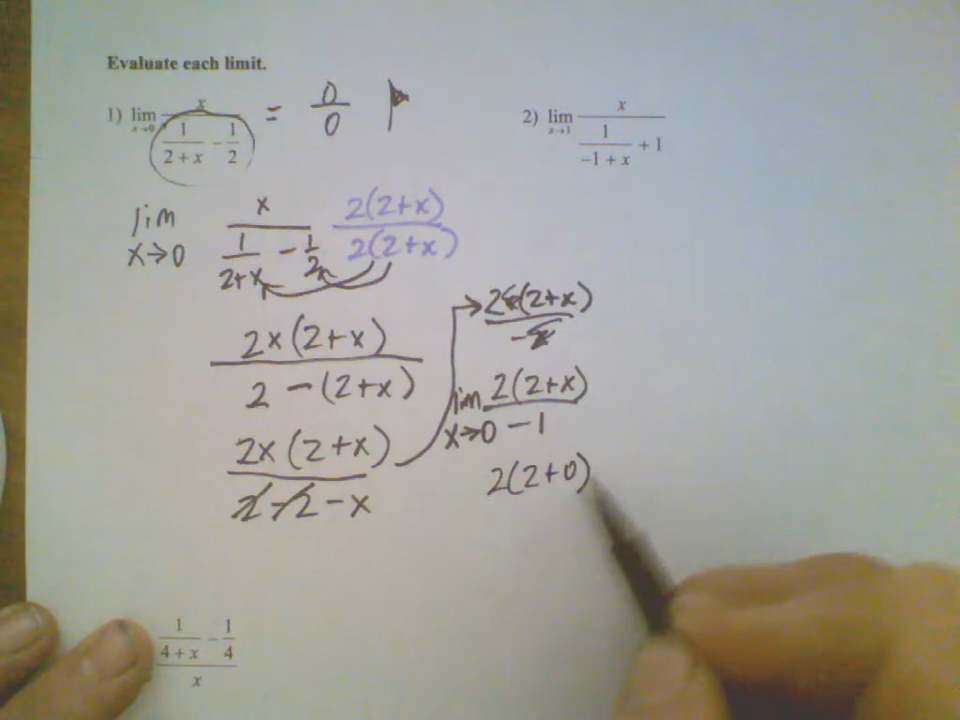 Evaluate each limit.
1) lim x→0 x / (1/(2+x) - 1/2) = 0/0
2) lim x→1 x / (1/(-1+x) + 1)
lim x→0 x / (1/(2+x) - 1/2) 2(2+x) / 2(2+x)
2x(2+x) / 2-(2+x)
2x(2+x) / 2-2-x
2x(2+x) / -x
lim x→0 2(2+x) / -1
2(2+0)
(1/(4+x) - 1/4) / x